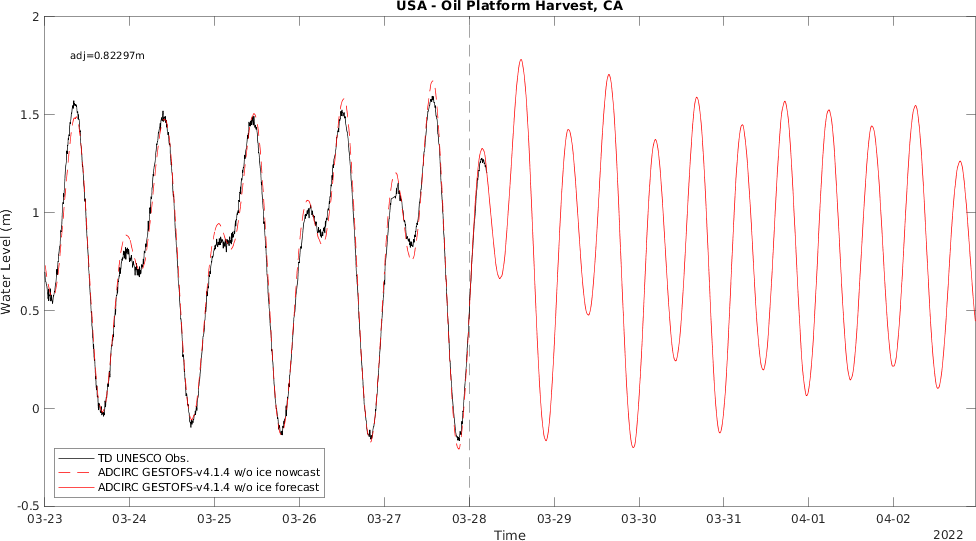 USA - Oil Platform Harvest, CA
2
adj=0.82297m
1.5
1
Water Level (m)
0.5
0
TD UNESCO Obs.
ADCIRC GESTOFS-v4.1.4 w/o ice nowcast
ADCIRC GESTOFS-v4.1.4 w/o ice forecast
-0.5
03-23 03-24 03-25 03-26 03-27 03-28 03-29 03-30 03-31 04-01 04-02
Time
2022